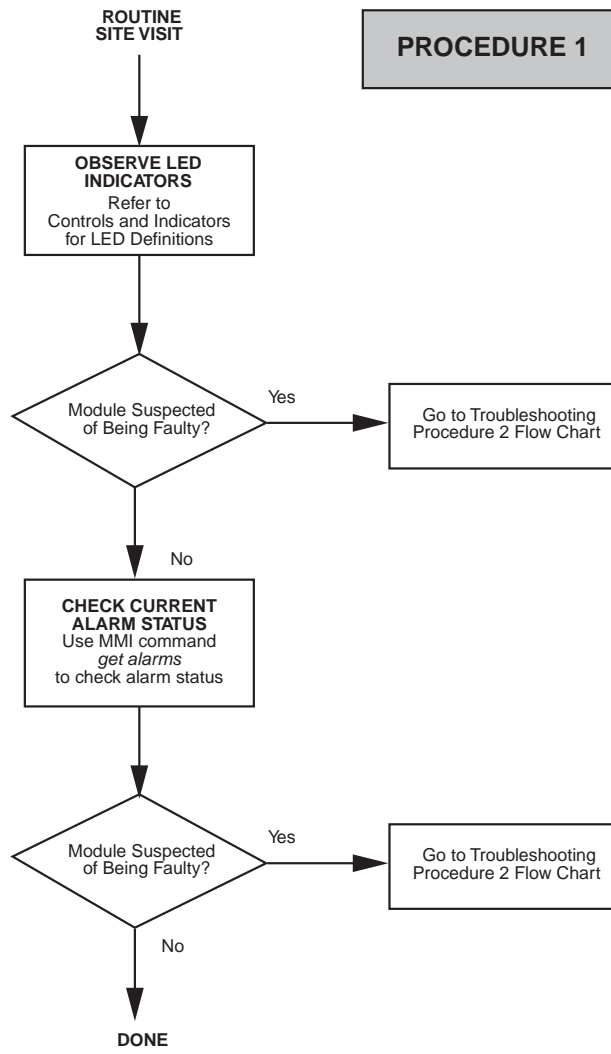 ROUTINE
SITE VISIT
PROCEDURE 1
OBSERVE LED
INDICATORS
Refer to
Controls and Indicators
for LED Definitions
Module Suspected
of Being Faulty?
Yes
Go to Troubleshooting
Procedure 2 Flow Chart
No
CHECK CURRENT
ALARM STATUS
Use MMI command
get alarms
to check alarm status
Module Suspected
of Being Faulty?
Yes
Go to Troubleshooting
Procedure 2 Flow Chart
No
DONE